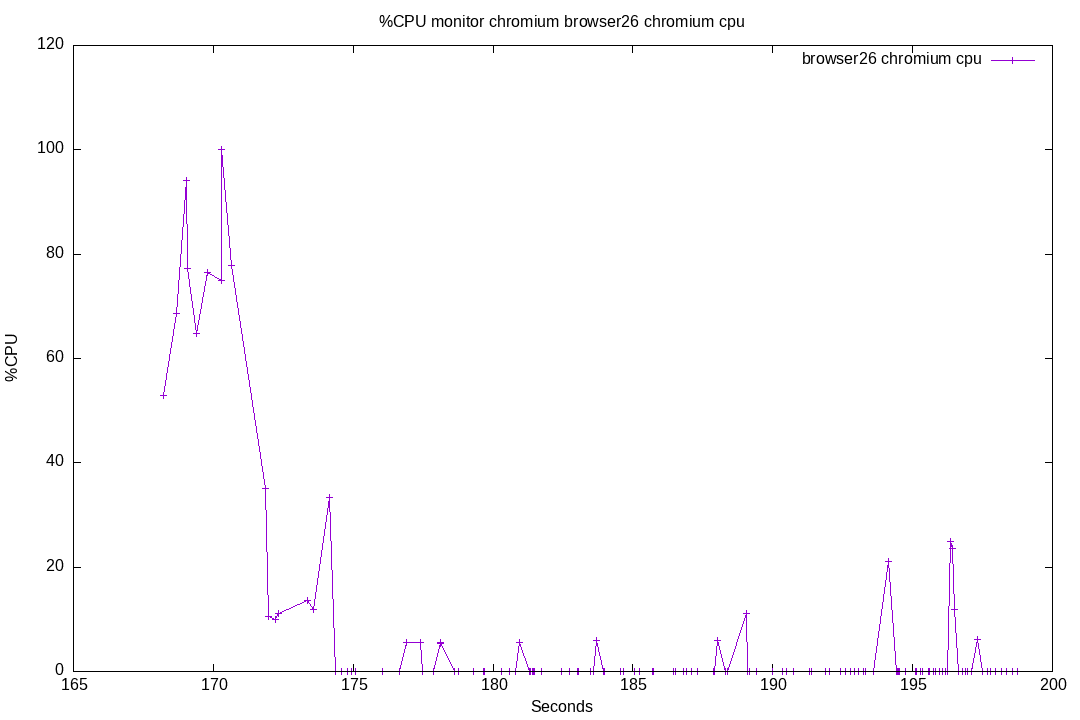 %CPU monitor chromium browser26 chromium cpu
browser26 chromium cpu
120
100
80
60
40
20
0
%CPU
165 170 175 180 185 190 195 200
Seconds